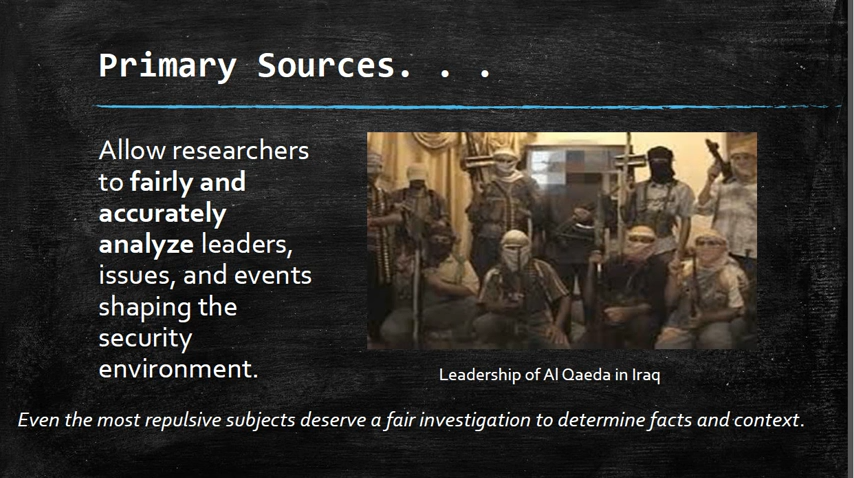 Primary Sources. . .
Allow researchers
to fairly and
accurately
analyze leaders,
issues, and events
shaping the
security
environment.
Leadership of Al Qaeda in Iraq
Even the most repulsive subjects deserve a fair investigation to determine facts and context.